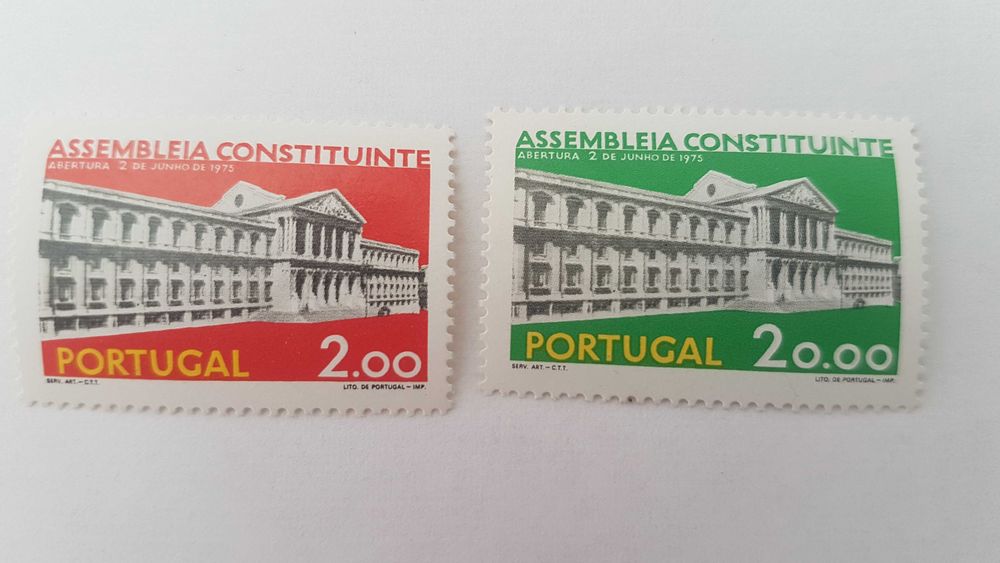 ASSEMBLEIA CONSTITUINTE
ABERTURA 2 DE JUNHO DE 1975
PORTUGAL 2.00
SERV. ART.–C.T.T. LITO. DE PORTUGAL–IMP.
ASSEMBLEIA CONSTITUINTE
ABERTURA 2 DE JUNHO DE 1975
PORTUGAL 20.00
SERV. ART.–C.T.T. LITO. DE PORTUGAL–IMP.